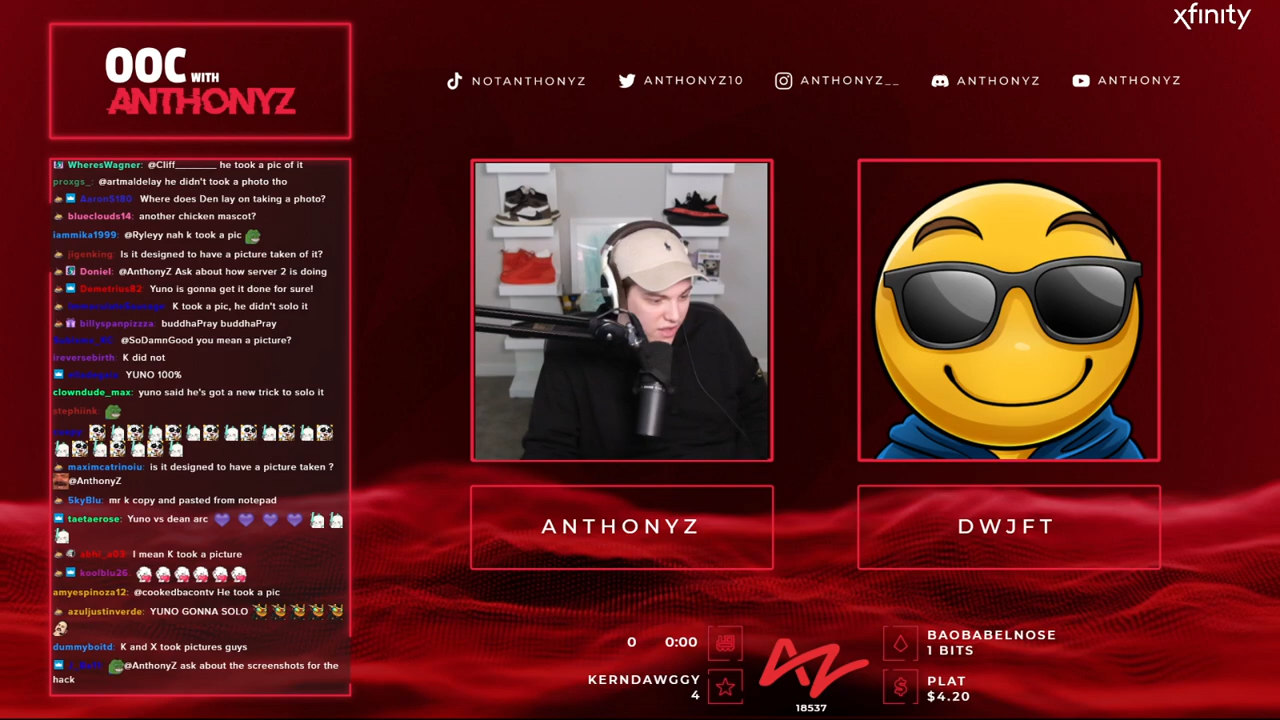 xfinity
OOC WITH
ANTHONYZ
NOTANTHONYZ
ANTHONYZ10
ANTHONYZ__
ANTHONYZ
ANTHONYZ
WheresWagner: @Cliff________ he took a pic of it
proxgs_: @artmaldelay he didn't took a photo tho
Aaron5180 Where does Den lay on taking a photo?
blueclouds14: another chicken mascot?
iammika1999: @Ryleyy nah k took a pic
jigenking: Is it designed to have a picture taken of it?
Doniel: @AnthonyZ Ask about how server 2 is doing
Demetrius82: Yuno is gonna get it done for sure!
K took a pic, he didn't solo it
billyspanpizzza: buddhaPray buddhaPray
@SoDamnGood you mean a picture?
ireversebirth: K did not
YUNO 100%
clowndude_max: yuno said he's got a new trick to solo it
stephiink:
maximcatrinoiu: is it designed to have a picture taken ?
@AnthonyZ
SkyBlu: mr k copy and pasted from notepad
taetaerose: Yuno vs dean arc
abhi_a03: I mean K took a picture
koolblu26:
amyespinoza12: @cookedbacontv He took a pic
azuljustinverde: YUNO GONNA SOLO
dummyboitd: K and X took pictures guys
@AnthonyZ ask about the screenshots for the
hack
ANTHONYZ
DWJFT
0 0:00
KERNDAWGGY
4
18537
BAOBABELNOSE
1 BITS
PLAT
$4.20